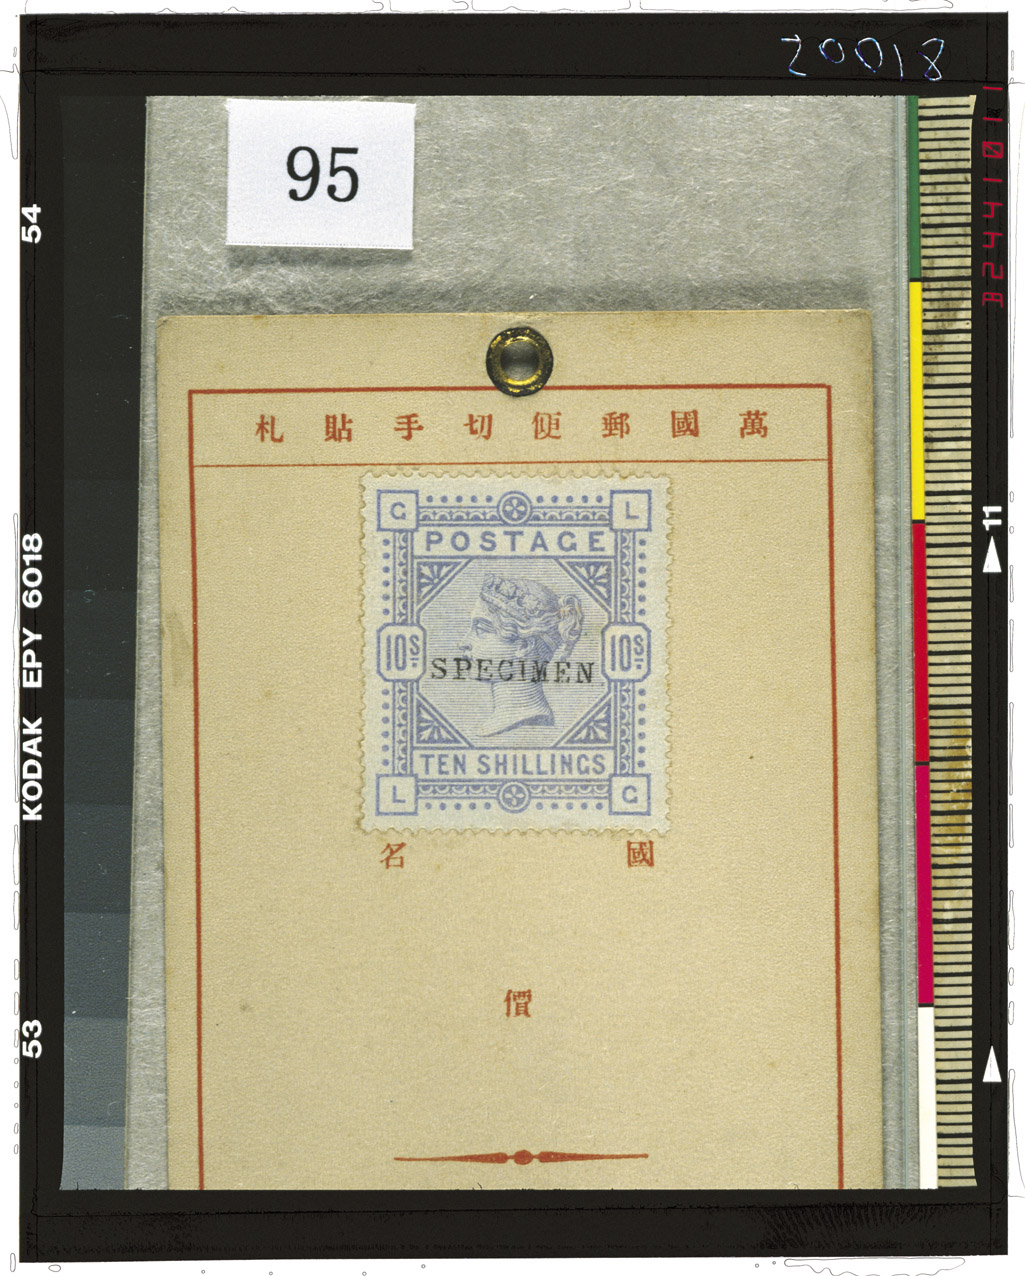 20018
95
萬國郵便切手貼札
G L
POSTAGE
10S 10S
SPECIMEN
TEN SHILLINGS
L G
國名
價
54
KODAK EPY 6018
53
11